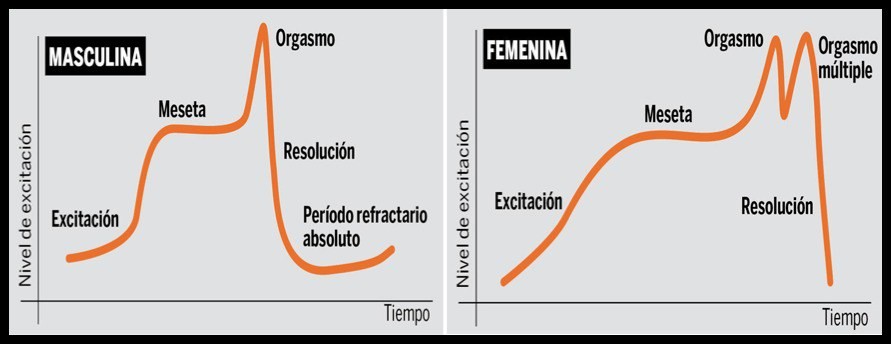 MASCULINA
Orgasmo
Meseta
Resolución
Excitación
Período refractario
absoluto
Nivel de excitación
Tiempo
FEMENINA
Orgasmo
Orgasmo
múltiple
Meseta
Excitación
Resolución
Nivel de excitación
Tiempo